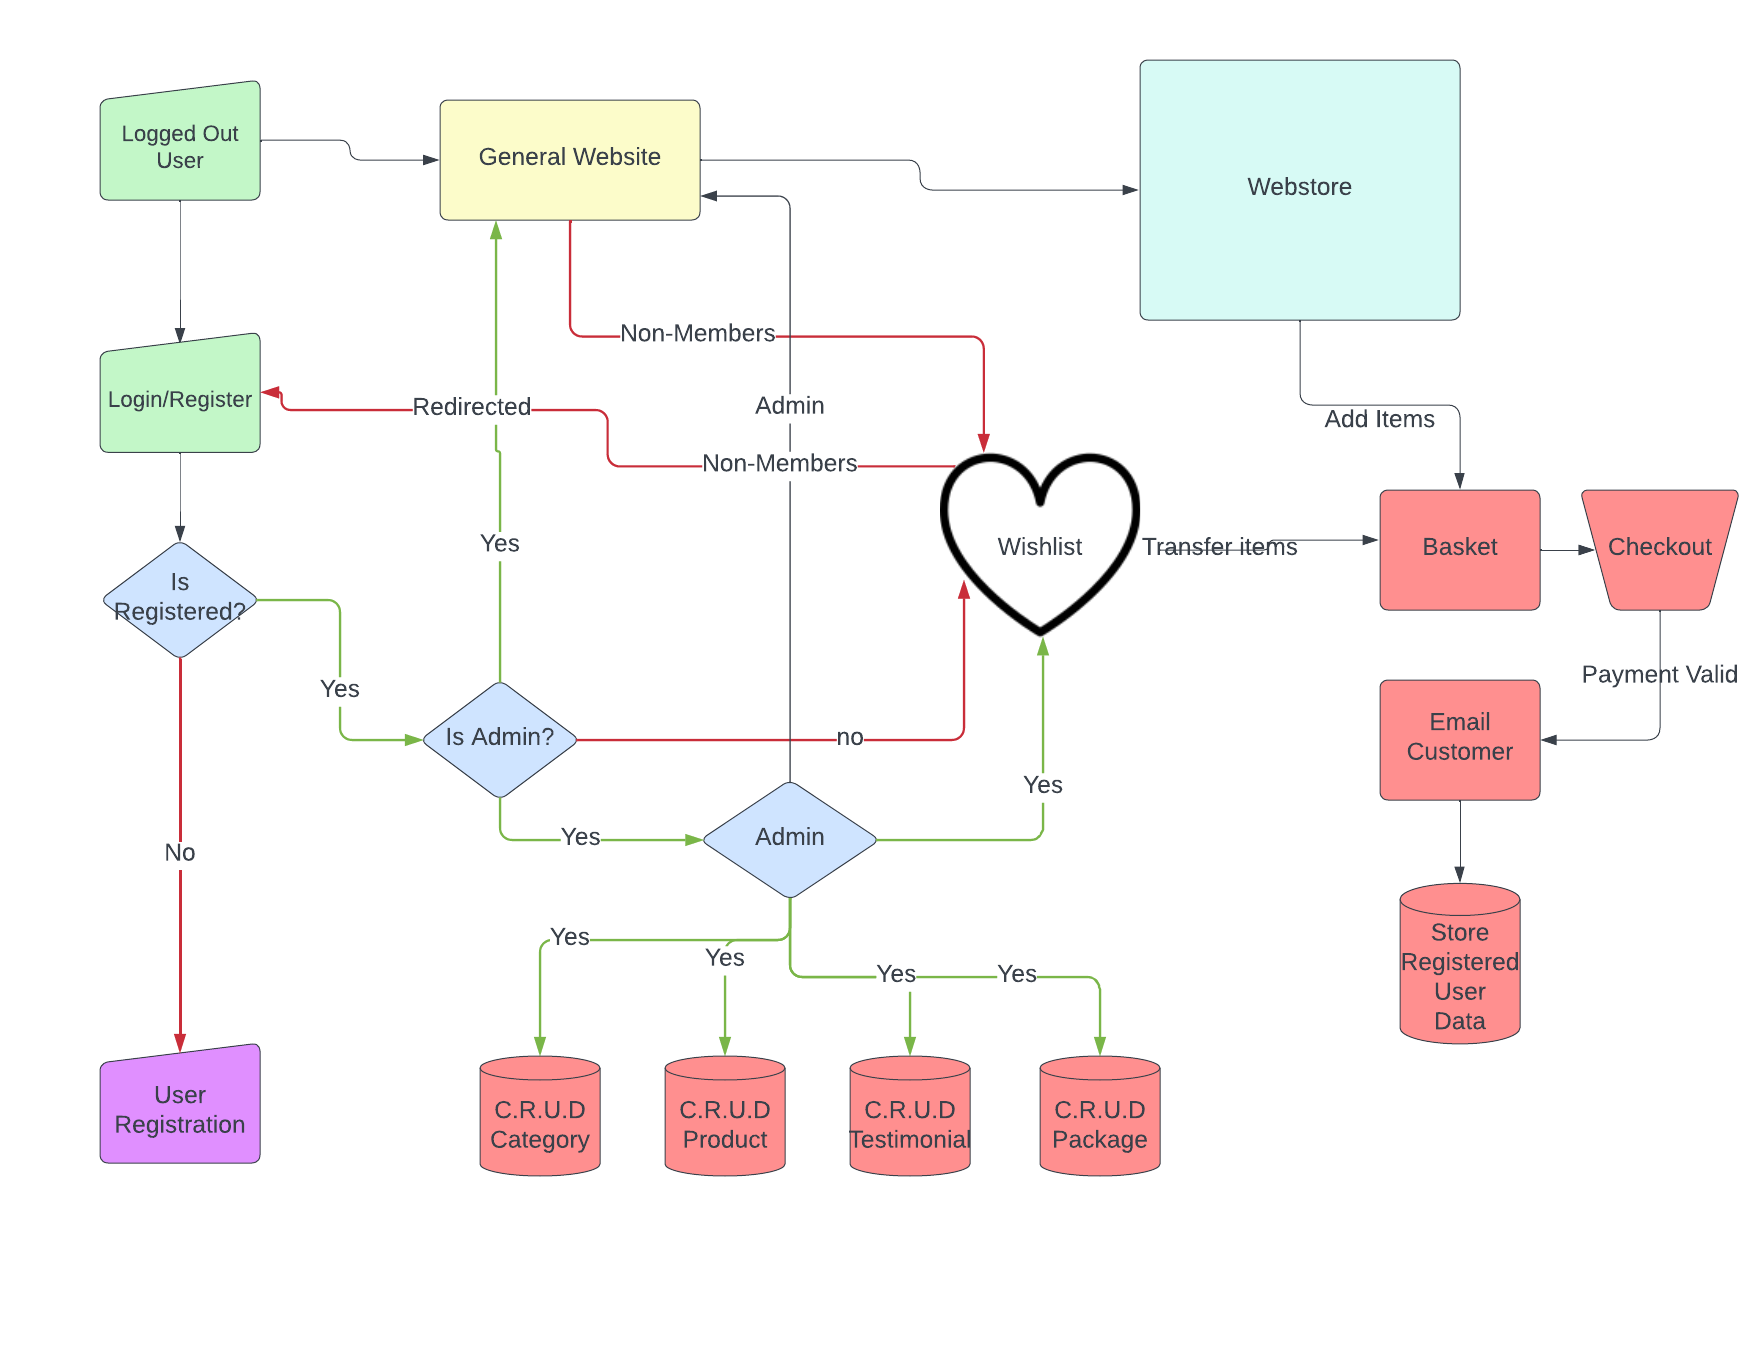 Logged Out
User
General Website
Webstore
Non-Members
Login/Register
Redirected
Admin
Add Items
Non-Members
Yes
Wishlist
Transfer items
Basket
Checkout
Is
Registered?
Yes
Is Admin?
no
Payment Valid
Email
Customer
Yes
Yes
Admin
No
Yes
Yes
Yes
Yes
Store
Registered
User
Data
User
Registration
C.R.U.D
Category
C.R.U.D
Product
C.R.U.D
Testimonial
C.R.U.D
Package